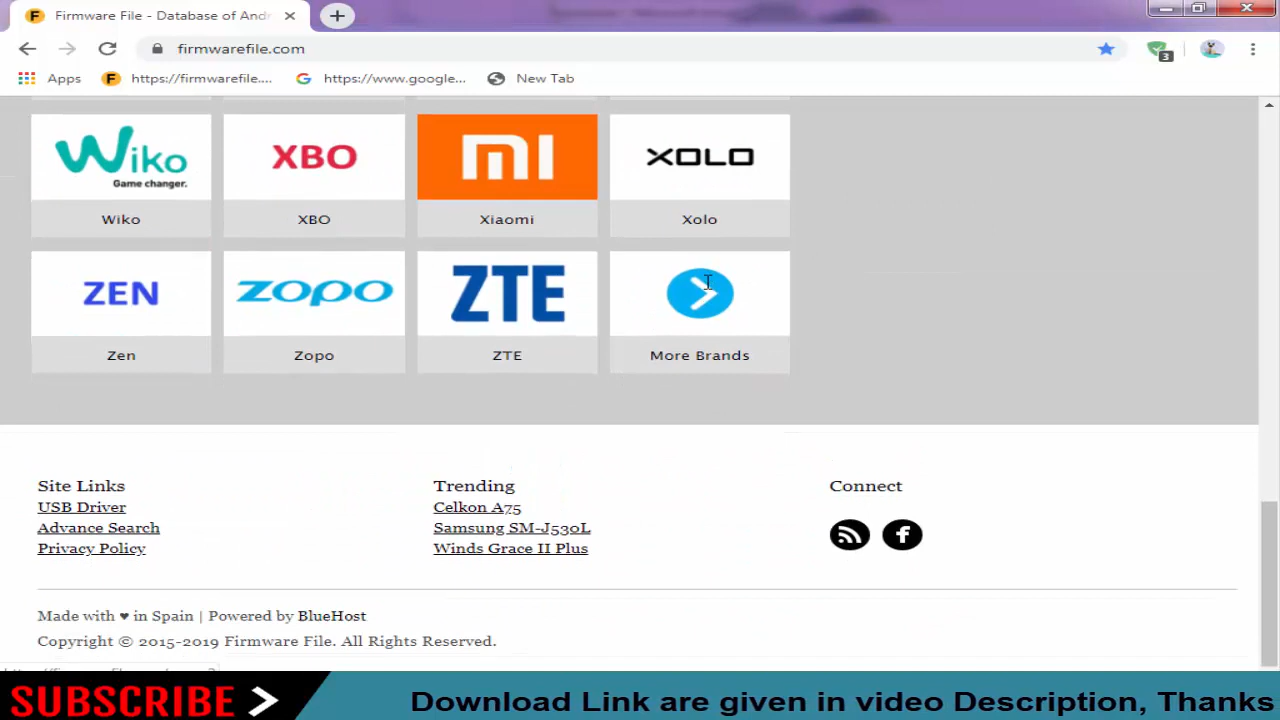 Firmware File - Database of Andr
firmwarefile.com
Apps
https://firmwarefile....
https://www.google...
New Tab
3
Wiko
Game changer.
XBO
mi
XOLO
Wiko
XBO
Xiaomi
Xolo
ZEN
ZOPO
ZTE
Zen
Zopo
ZTE
More Brands
Site Links
USB Driver
Advance Search
Privacy Policy
Trending
Celkon A75
Samsung SM-J530L
Winds Grace II Plus
Connect
Made with ❤ in Spain | Powered by BlueHost
Copyright © 2015-2019 Firmware File. All Rights Reserved.
SUBSCRIBE
Download Link are given in video Description, Thanks